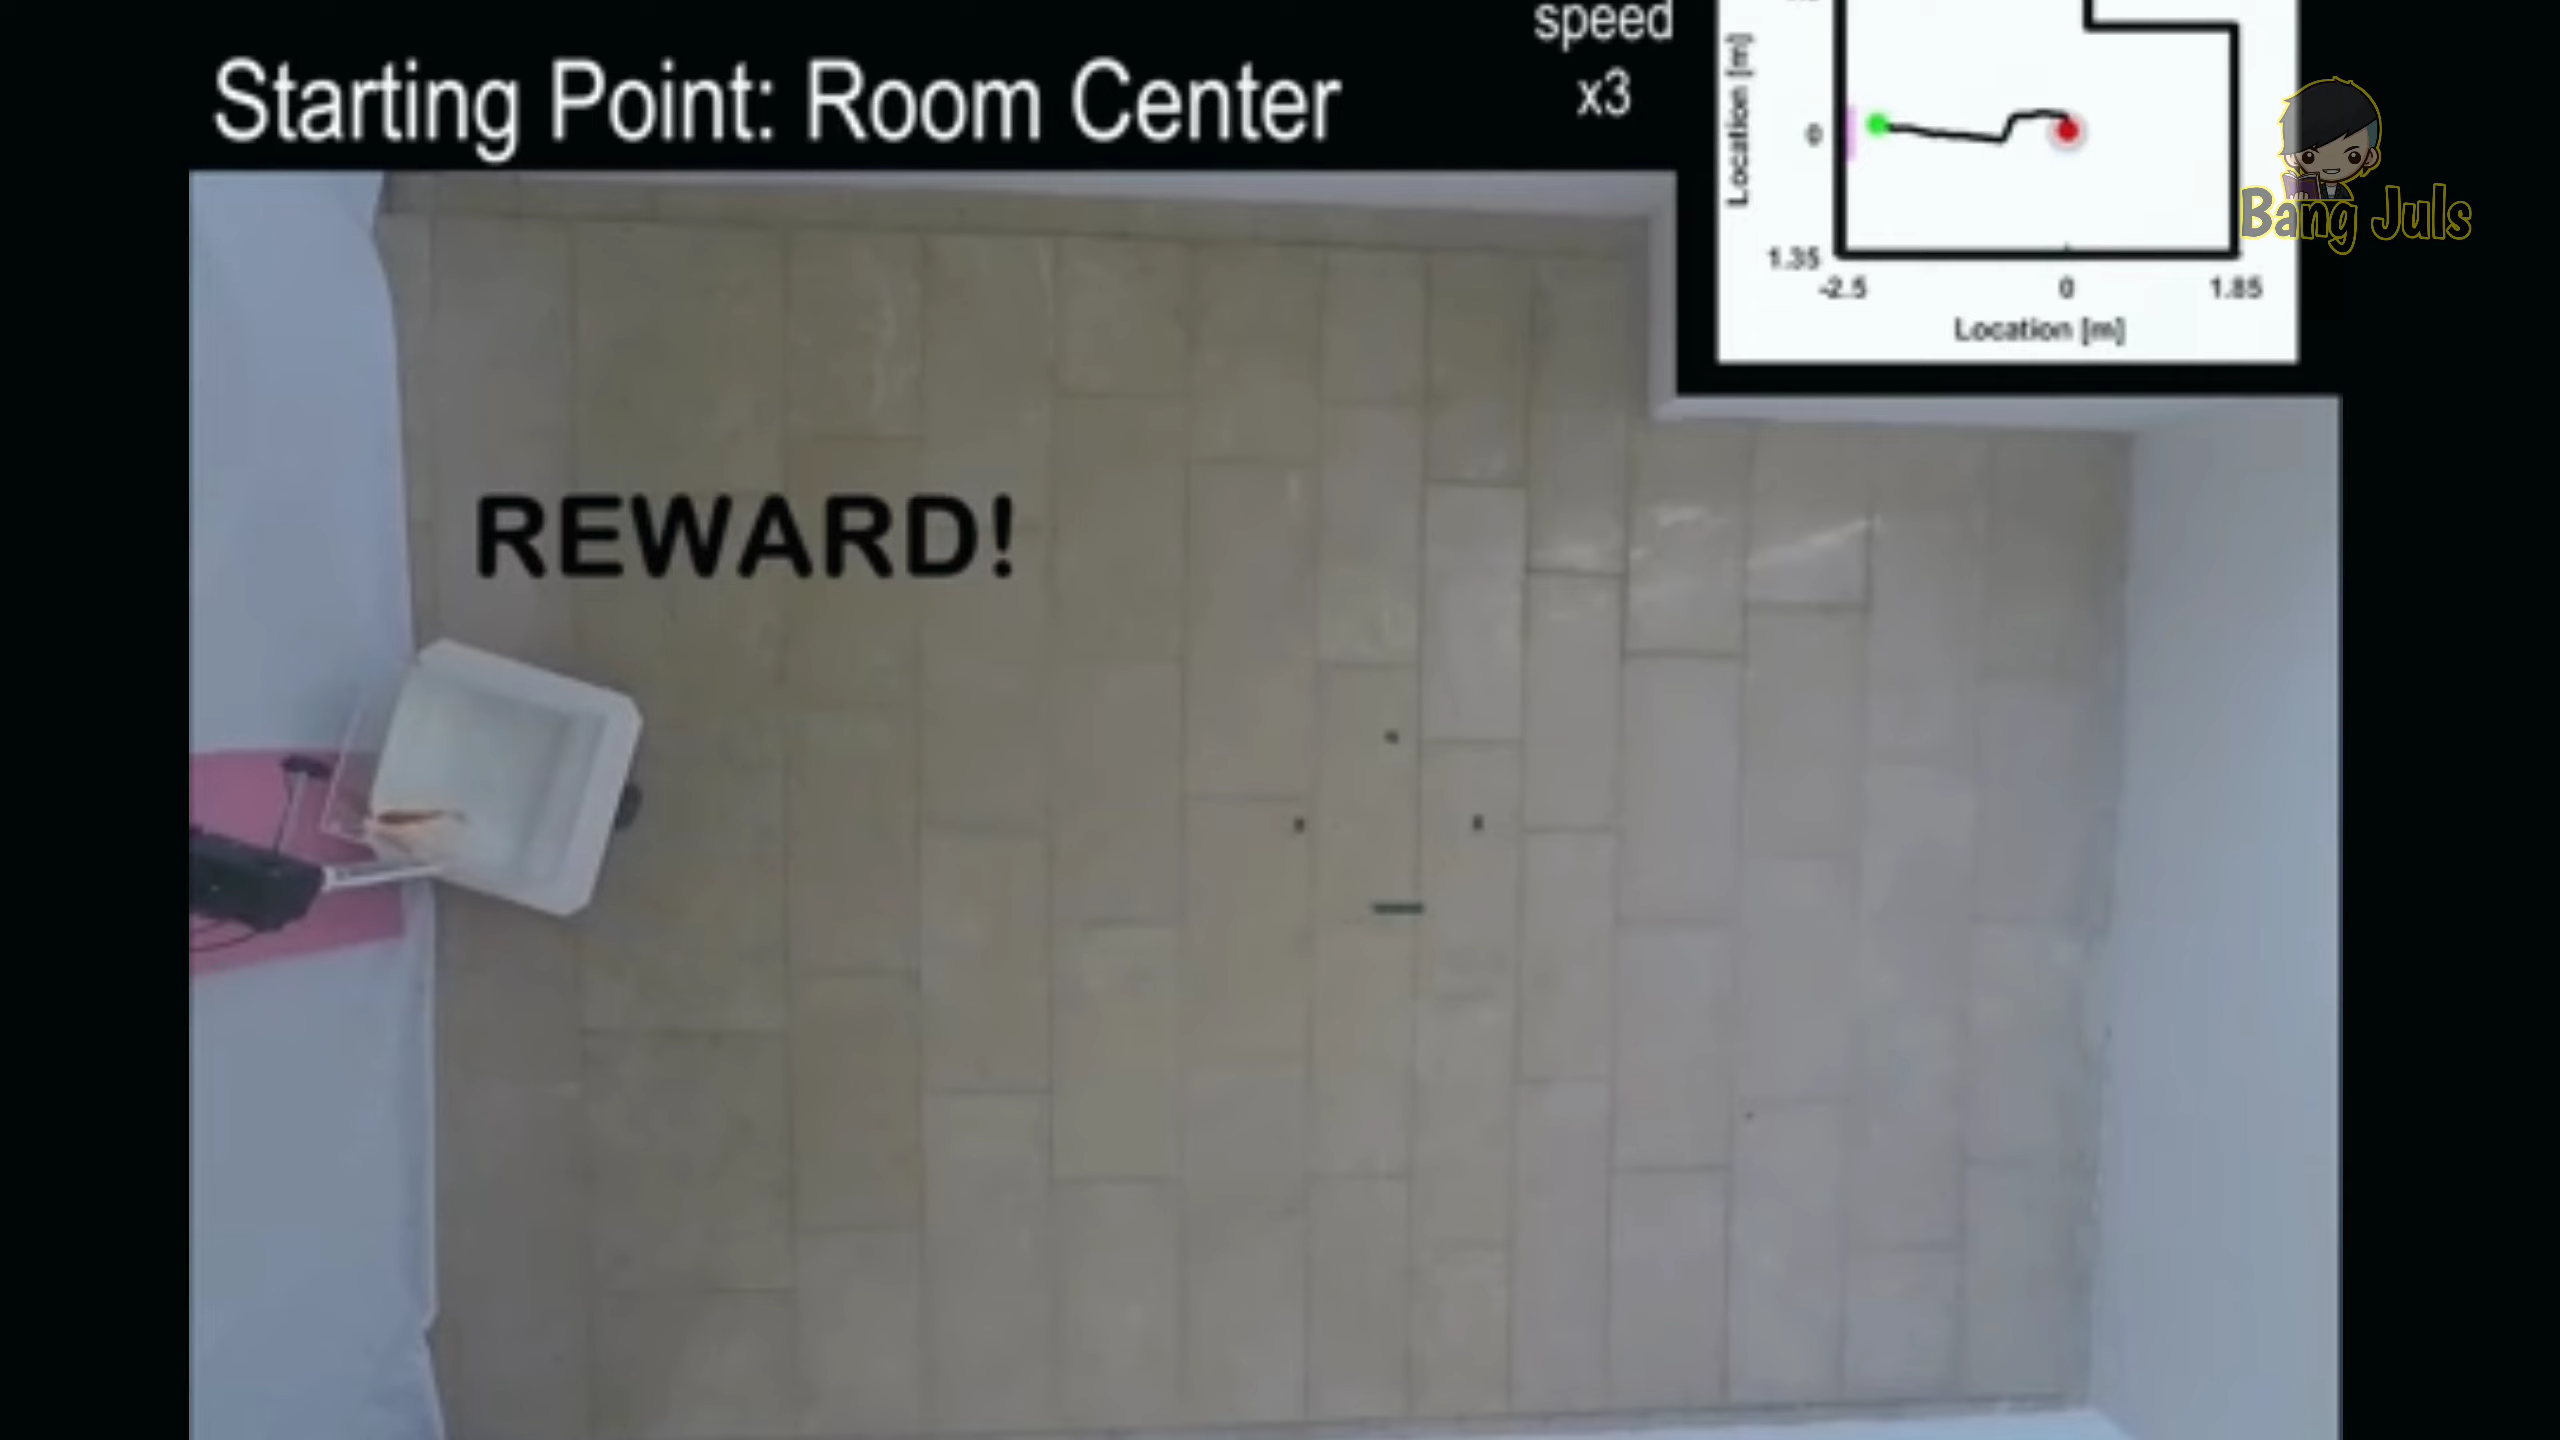 speed
x3
Starting Point: Room Center
Location [m]
0
1.35
-2.5
0
1.85
Location [m]
Bang Juls
REWARD!